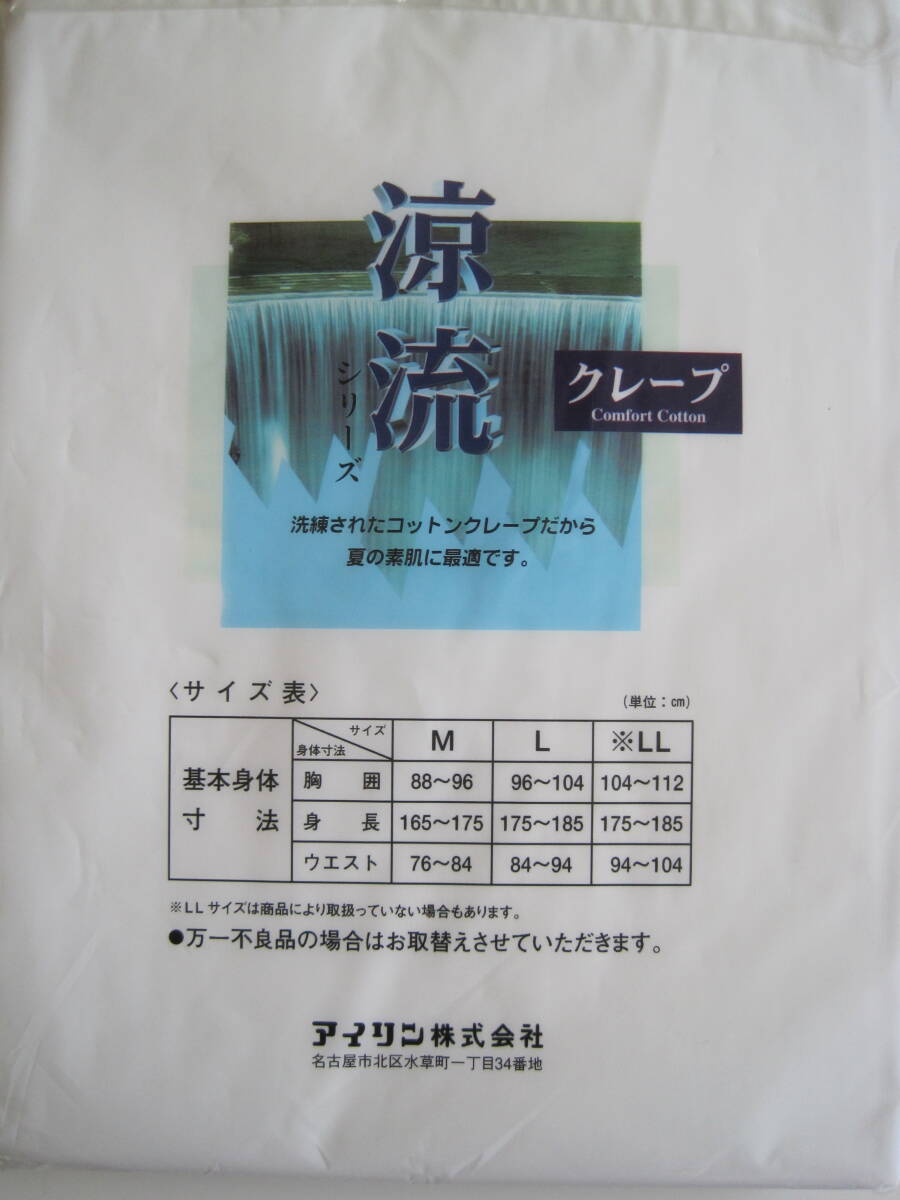 涼流
シリーズ
クレープ
Comfort Cotton
洗練されたコットンクレープだから
夏の素肌に最適です。
〈サイズ表〉
(単位：㎝)
サイズ
身体寸法
M L ※LL
基本身体
寸法
胸囲 88〜96 96〜104 104〜112
身長 165〜175 175〜185 175〜185
ウエスト 76〜84 84〜94 94〜104
※LLサイズは商品により取扱っていない場合もあります。
●万一不良品の場合はお取替えさせていただきます。
アイリン株式会社
名古屋市北区水草町一丁目34番地